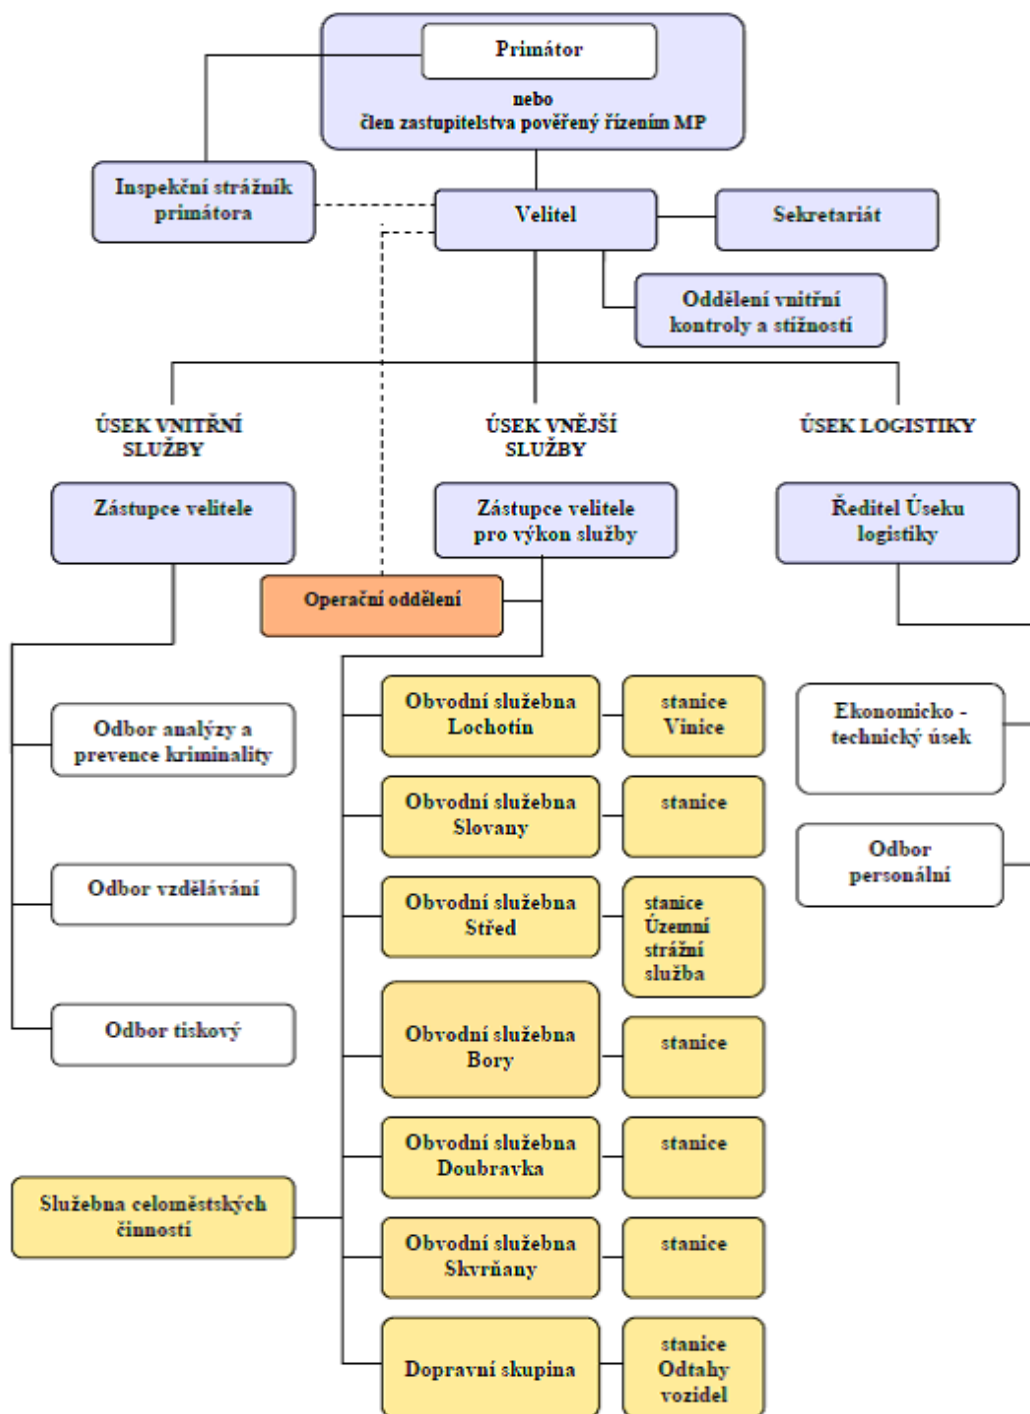 Primátor
nebo
člen zastupitelstva pověřený řízením MP
Inspekční strážník
primátora
Velitel
Sekretariát
Oddělení vnitřní
kontroly a stížností
ÚSEK VNITŘNÍ
SLUŽBY
ÚSEK VNĚJŠÍ
SLUŽBY
ÚSEK LOGISTIKY
Zástupce velitele
Zástupce velitele
pro výkon služby
Ředitel Úseku
logistiky
Operační oddělení
Odbor analýzy a
prevence kriminality
Odbor vzdělávání
Odbor tiskový
Služebna celoměstských
činností
Obvodní služebna
Lochotín
stanice
Vinice
Obvodní služebna
Slovany
stanice
Obvodní služebna
Střed
stanice
Územní
strážní
služba
Obvodní služebna
Bory
stanice
Obvodní služebna
Doubravka
stanice
Obvodní služebna
Skvrňany
stanice
Dopravní skupina
stanice
Odtahy
vozidel
Ekonomicko -
technický úsek
Odbor
personální